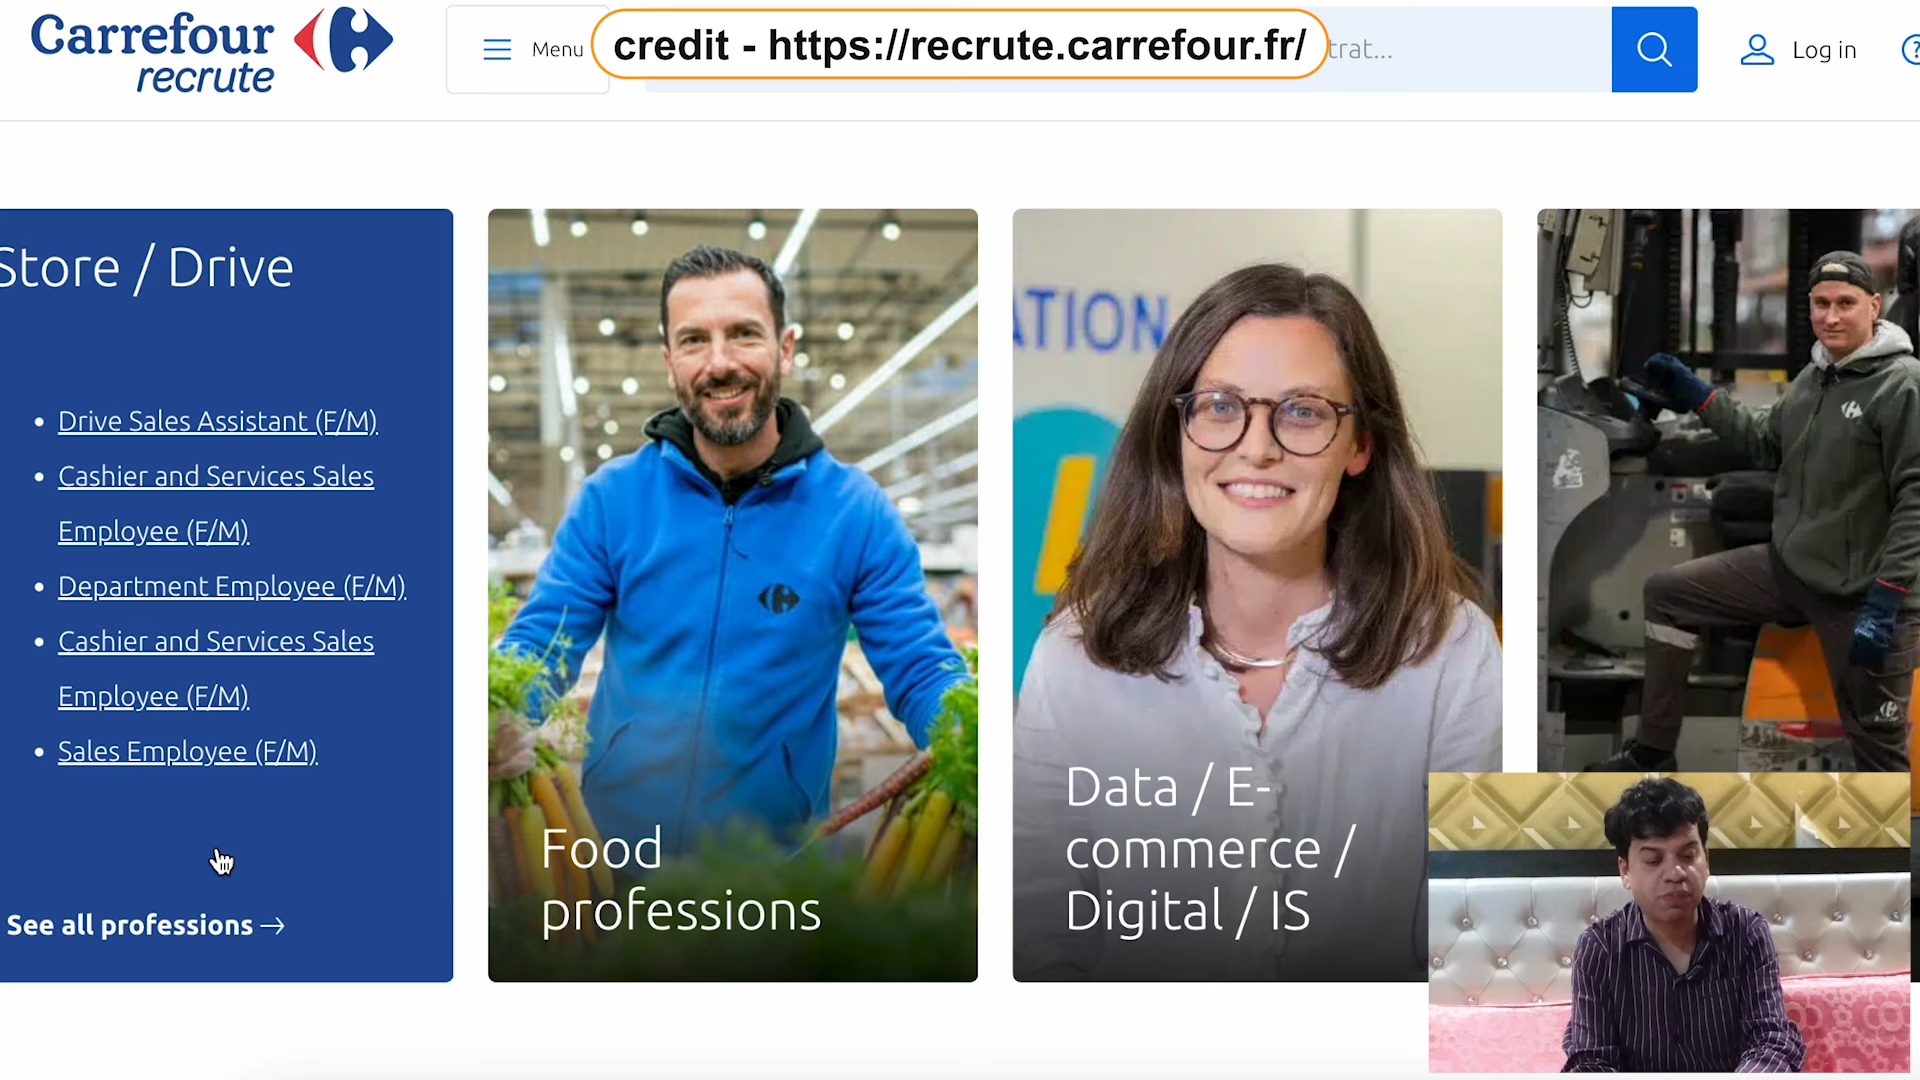 Carrefour
recrute
Menu
credit - https://recrute.carrefour.fr/
trat...
Log in
?
Store / Drive
• Drive Sales Assistant (F/M)
• Cashier and Services Sales
Employee (F/M)
• Department Employee (F/M)
• Cashier and Services Sales
Employee (F/M)
• Sales Employee (F/M)
See all professions →
Food
professions
ATION
Data / E-
commerce /
Digital / IS